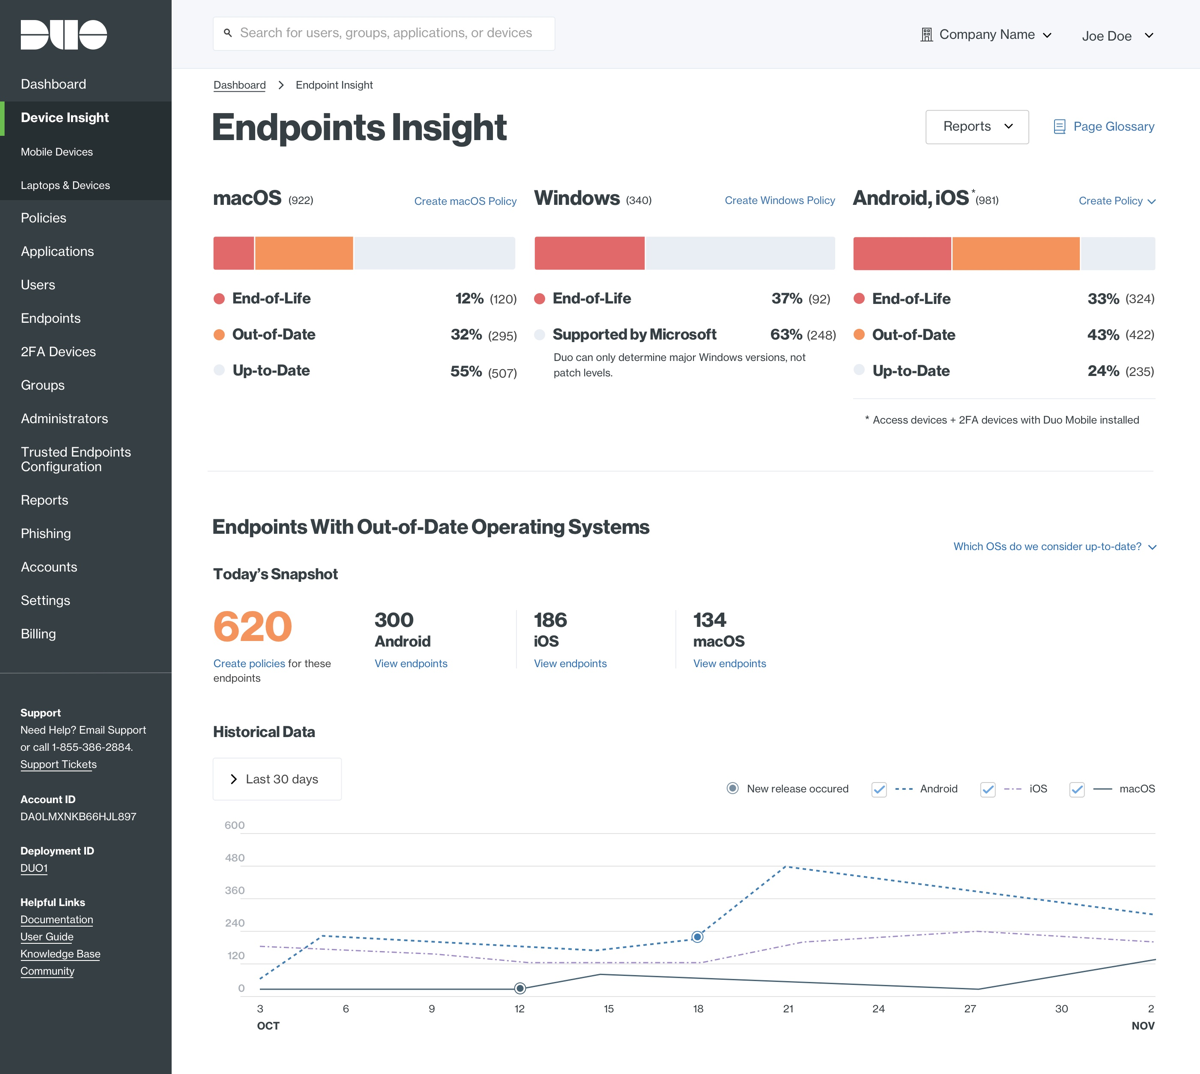 DUO
Search for users, groups, applications, or devices
Company Name
Joe Doe
Dashboard
Device Insight
Mobile Devices
Laptops & Devices
Policies
Applications
Users
Endpoints
2FA Devices
Groups
Administrators
Trusted Endpoints
Configuration
Reports
Phishing
Accounts
Settings
Billing
Support
Need Help? Email Support
or call 1-855-386-2884.
Support Tickets
Account ID
DA0LMXNKB66HJL897
Deployment ID
DUO1
Helpful Links
Documentation
User Guide
Knowledge Base
Community
Dashboard > Endpoint Insight
Endpoints Insight
Reports
Page Glossary
macOS (922)
Create macOS Policy
End-of-Life 12% (120)
Out-of-Date 32% (295)
Up-to-Date 55% (507)
Windows (340)
Create Windows Policy
End-of-Life 37% (92)
Supported by Microsoft 63% (248)
Duo can only determine major Windows versions, not
patch levels.
Android, iOS * (981)
Create Policy
End-of-Life 33% (324)
Out-of-Date 43% (422)
Up-to-Date 24% (235)
* Access devices + 2FA devices with Duo Mobile installed
Endpoints With Out-of-Date Operating Systems
Which OSs do we consider up-to-date?
Today's Snapshot
620
Create policies for these
endpoints
300
Android
View endpoints
186
iOS
View endpoints
134
macOS
View endpoints
Historical Data
Last 30 days
New release occured
Android
iOS
macOS
600
480
360
240
120
0
3 6 9 12 15 18 21 24 27 30 2
OCT NOV